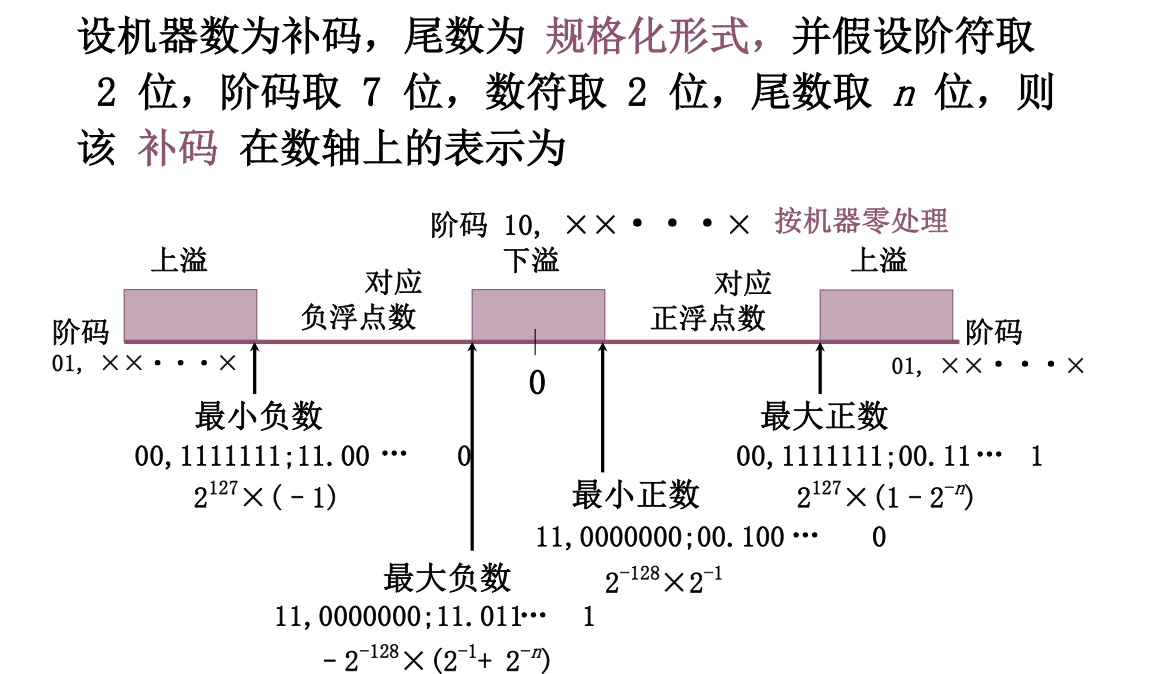 设机器数为补码，尾数为 规格化形式，并假设阶符取
2 位，阶码取 7 位，数符取 2 位，尾数取 n 位，则
该 补码 在数轴上的表示为
阶码 10, ××···× 按机器零处理
上溢 下溢 上溢
对应 对应
负浮点数 正浮点数
阶码 阶码
01, ××···× 01, ××···×
0
最小负数 最大正数
00,1111111;11.00… 0 00,1111111;00.11… 1
2^127×(-1) 2^127×(1-2^-n)
最小正数
11,0000000;00.100… 0
最大负数 2^-128×2^-1
11,0000000;11.011… 1
-2^-128×(2^-1+ 2^-n)